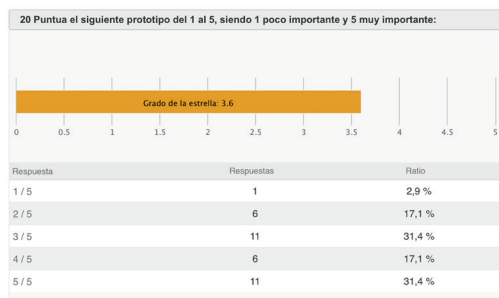 20 Puntua el siguiente prototipo del 1 al 5, siendo 1 poco importante y 5 muy importante:
Grado de la estrella: 3.6
0 0.5 1 1.5 2 2.5 3 3.5 4 4.5 5
Respuesta Respuestas Ratio
1 / 5 1 2,9 %
2 / 5 6 17,1 %
3 / 5 11 31,4 %
4 / 5 6 17,1 %
5 / 5 11 31,4 %